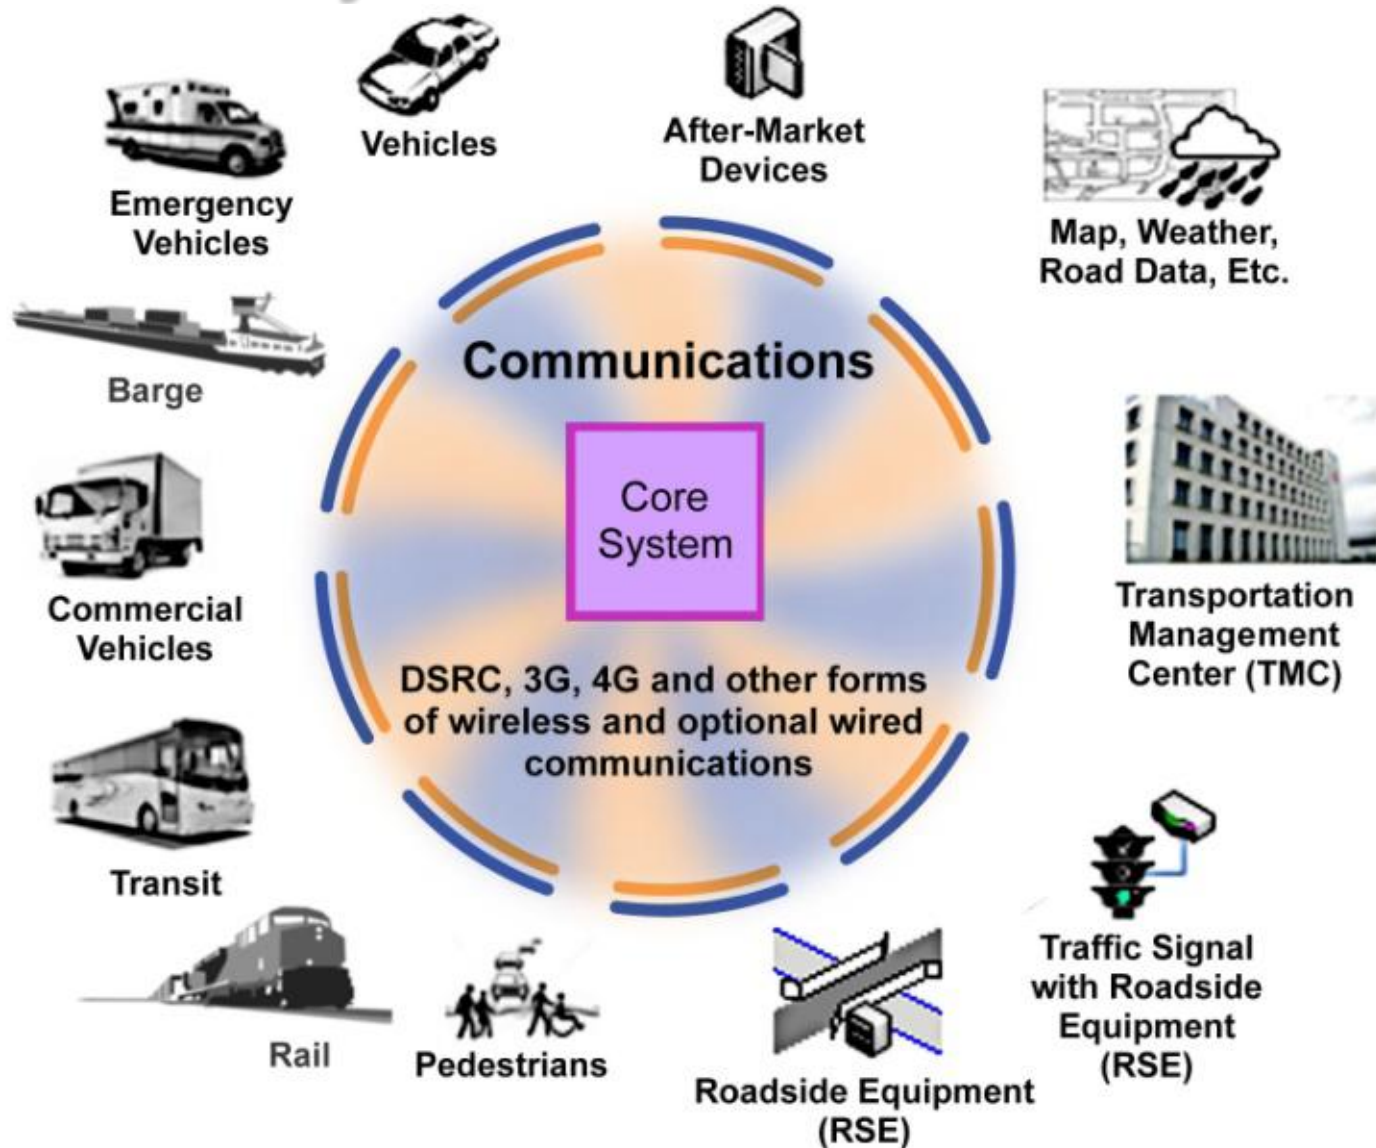 Vehicles
After-Market
Devices
Emergency
Vehicles
Map, Weather,
Road Data, Etc.
Barge
Communications
Core
System
Commercial
Vehicles
Transportation
Management
Center (TMC)
DSRC, 3G, 4G and other forms
of wireless and optional wired
communications
Transit
Traffic Signal
with Roadside
Equipment
(RSE)
Rail
Pedestrians
Roadside Equipment
(RSE)